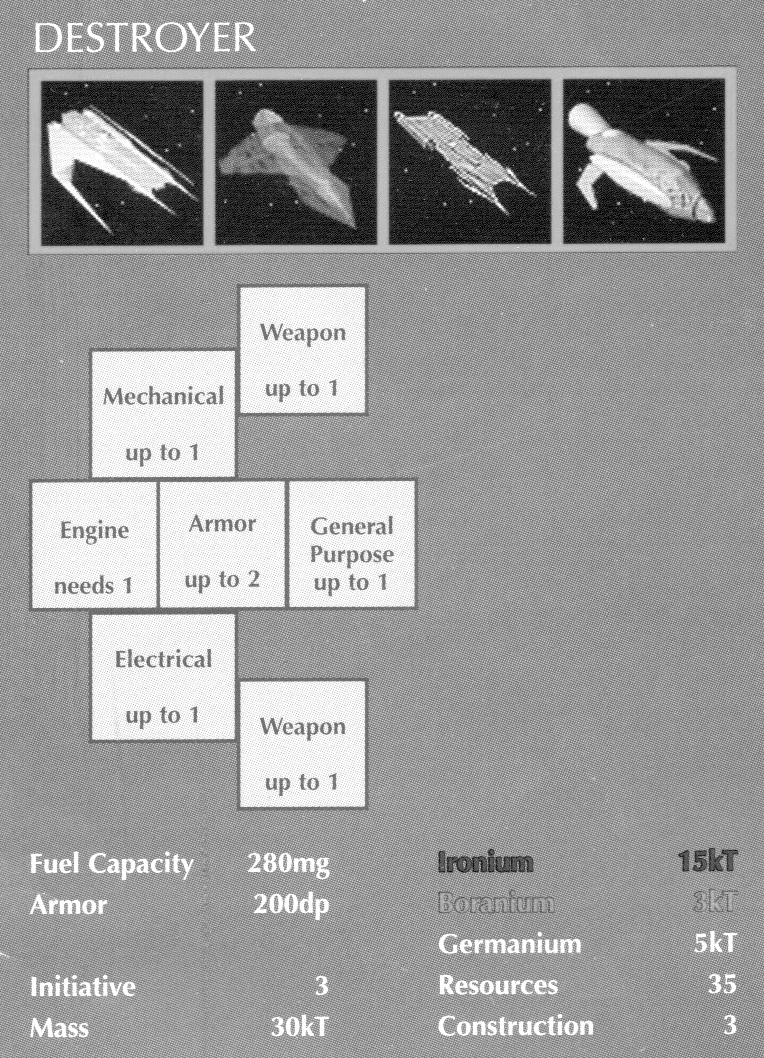 DESTROYER
Weapon
up to 1
Mechanical
up to 1
Engine
needs 1
Armor
up to 2
General
Purpose
up to 1
Electrical
up to 1
Weapon
up to 1
Fuel Capacity 280mg
Armor 200dp
Initiative 3
Mass 30kT
Ironium 15kT
Boranium 3kT
Germanium 5kT
Resources 35
Construction 3